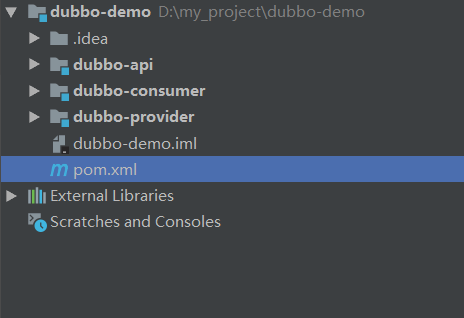 dubbo-demo D:\my_project\dubbo-demo
.idea
dubbo-api
dubbo-consumer
dubbo-provider
dubbo-demo.iml
pom.xml
External Libraries
Scratches and Consoles